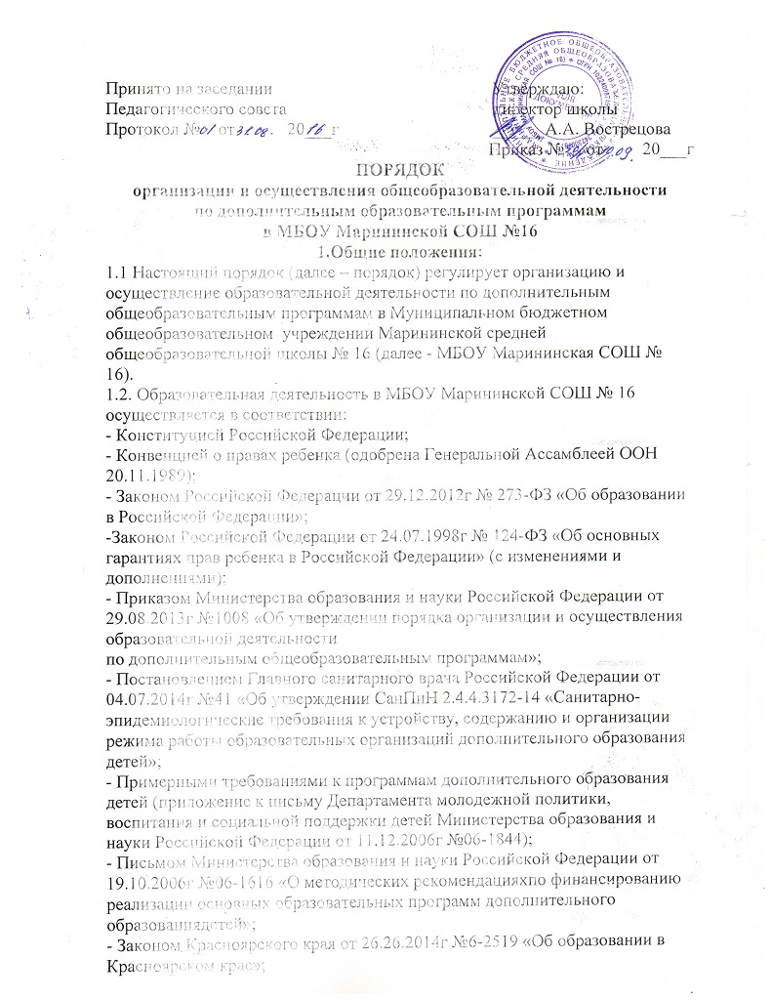 Принято на заседании
Утверждаю:
Педагогического совета
директор школы
Протокол №01 от 31.08. 2016___г
А.А. Вострецова
Приказ № от 09. 20___г
ПОРЯДОК
организации и осуществления общеобразовательной деятельности
по дополнительным образовательным программам
в МБОУ Марининской СОШ №16
1.Общие положения:
1.1 Настоящий порядок (далее – порядок) регулирует организацию и
осуществление образовательной деятельности по дополнительным
общеобразовательным программам в Муниципальном бюджетном
общеобразовательном учреждении Марининской средней
общеобразовательной школы № 16 (далее - МБОУ Марининская СОШ №
16).
1.2. Образовательная деятельность в МБОУ Марининской СОШ № 16
осуществляется в соответствии:
- Конституцией Российской Федерации;
- Конвенцией о правах ребенка (одобрена Генеральной Ассамблеей ООН
20.11.1989);
- Законом Российской Федерации от 29.12.2012г № 273-ФЗ «Об образовании
в Российской Федерации»;
-Законом Российской Федерации от 24.07.1998г № 124-ФЗ «Об основных
гарантиях прав ребенка в Российской Федерации» (с изменениями и
дополнениями);
- Приказом Министерства образования и науки Российской Федерации от
29.08.2013г №1008 «Об утверждении порядка организации и осуществления
образовательной деятельности
по дополнительным общеобразовательным программам»;
- Постановлением Главного санитарного врача Российской Федерации от
04.07.2014г №41 «Об утверждении СанПиН 2.4.4.3172-14 «Санитарно-
эпидемиологические требования к устройству, содержанию и организации
режима работы образовательных организаций дополнительного образования
детей»;
- Примерными требованиями к программам дополнительного образования
детей (приложение к письму Департамента молодежной политики,
воспитания и социальной поддержки детей Министерства образования и
науки Российской Федерации от 11.12.2006г №06-1844);
- Письмом Министерства образования и науки Российской Федерации от
19.10.2006г №06-1616 «О методических рекомендацияхпо финансированию
реализации основных образовательных программ дополнительного
образованиядетей»;
- Законом Красноярского края от 26.26.2014г №6-2519 «Об образовании в
Красноярском крае»;